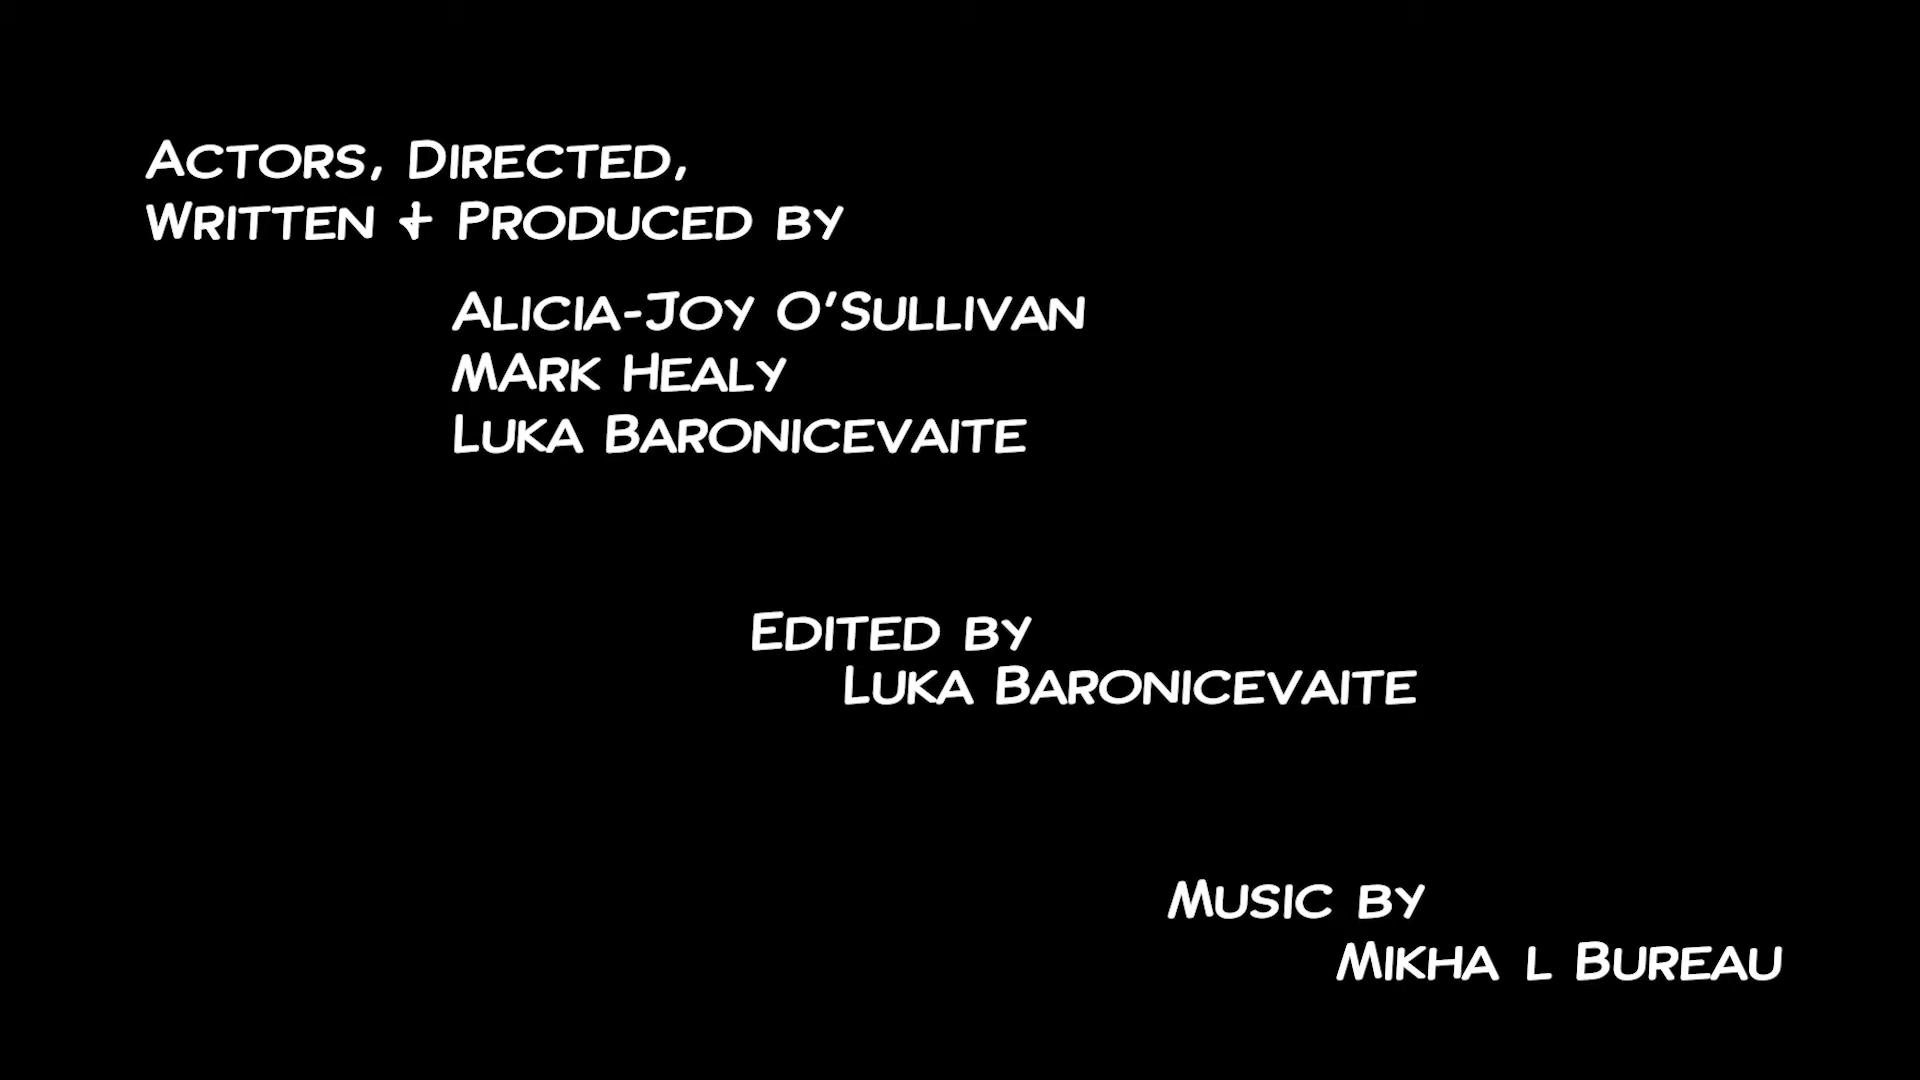 Actors, Directed,
Written & Produced by
Alicia-Joy O'Sullivan
Mark Healy
Luka Baronicevaite
Edited by
Luka Baronicevaite
Music by
Mikha l Bureau